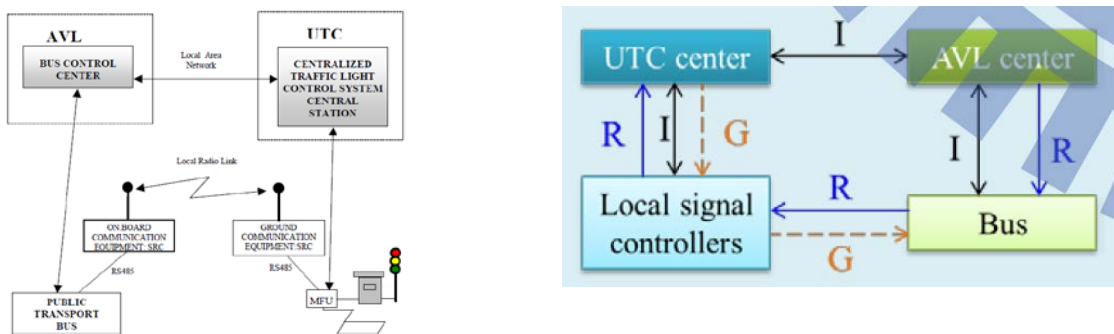 AVL
BUS CONTROL
CENTER
Local Area
Network
UTC
CENTRALIZED
TRAFFIC LIGHT
CONTROL SYSTEM
CENTRAL
STATION
Local Radio Link
ON.BOARD
COMMUNICATION
EQUIPMENT: SRC
GROUND
COMMUNICATION
EQUIPMENT:SRC
RS485
RS485
PUBLIC
TRANSPORT
BUS
MFU
UTC center
I
AVL center
R
I
G
I
R
Local signal
controllers
R
G
Bus